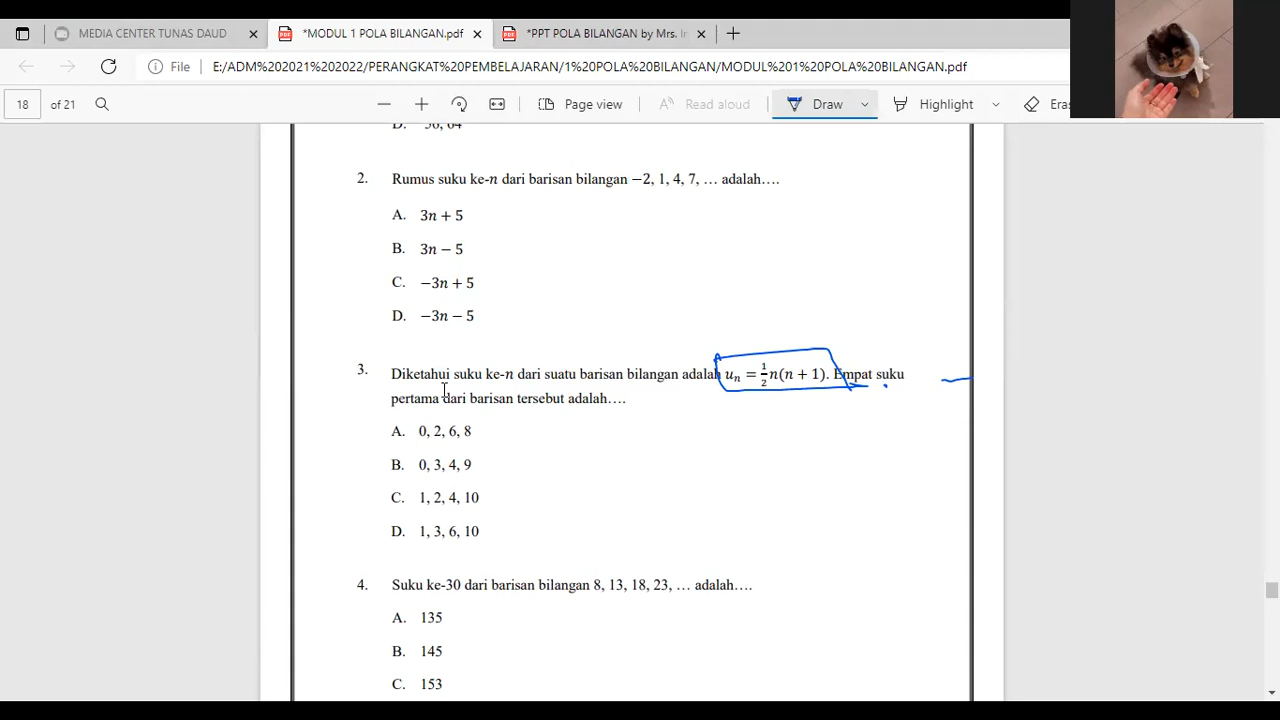 MEDIA CENTER TUNAS DAUD
*MODUL 1 POLA BILANGAN.pdf
*PPT POLA BILANGAN by Mrs. Ir
File
E:/ADM%202021%202022/PERANGKAT%20PEMBELAJARAN/1%20POLA%20BILANGAN/MODUL%201%20POLA%20BILANGAN.pdf
18 of 21
Page view
Read aloud
Draw
Highlight
Eras
D. 56, 64
2. Rumus suku ke-n dari barisan bilangan −2, 1, 4, 7, … adalah….
A. 3n + 5
B. 3n − 5
C. −3n + 5
D. −3n − 5
3. Diketahui suku ke-n dari suatu barisan bilangan adalah uₙ = ½n(n + 1). Empat suku
pertama dari barisan tersebut adalah….
A. 0, 2, 6, 8
B. 0, 3, 4, 9
C. 1, 2, 4, 10
D. 1, 3, 6, 10
4. Suku ke-30 dari barisan bilangan 8, 13, 18, 23, … adalah….
A. 135
B. 145
C. 153